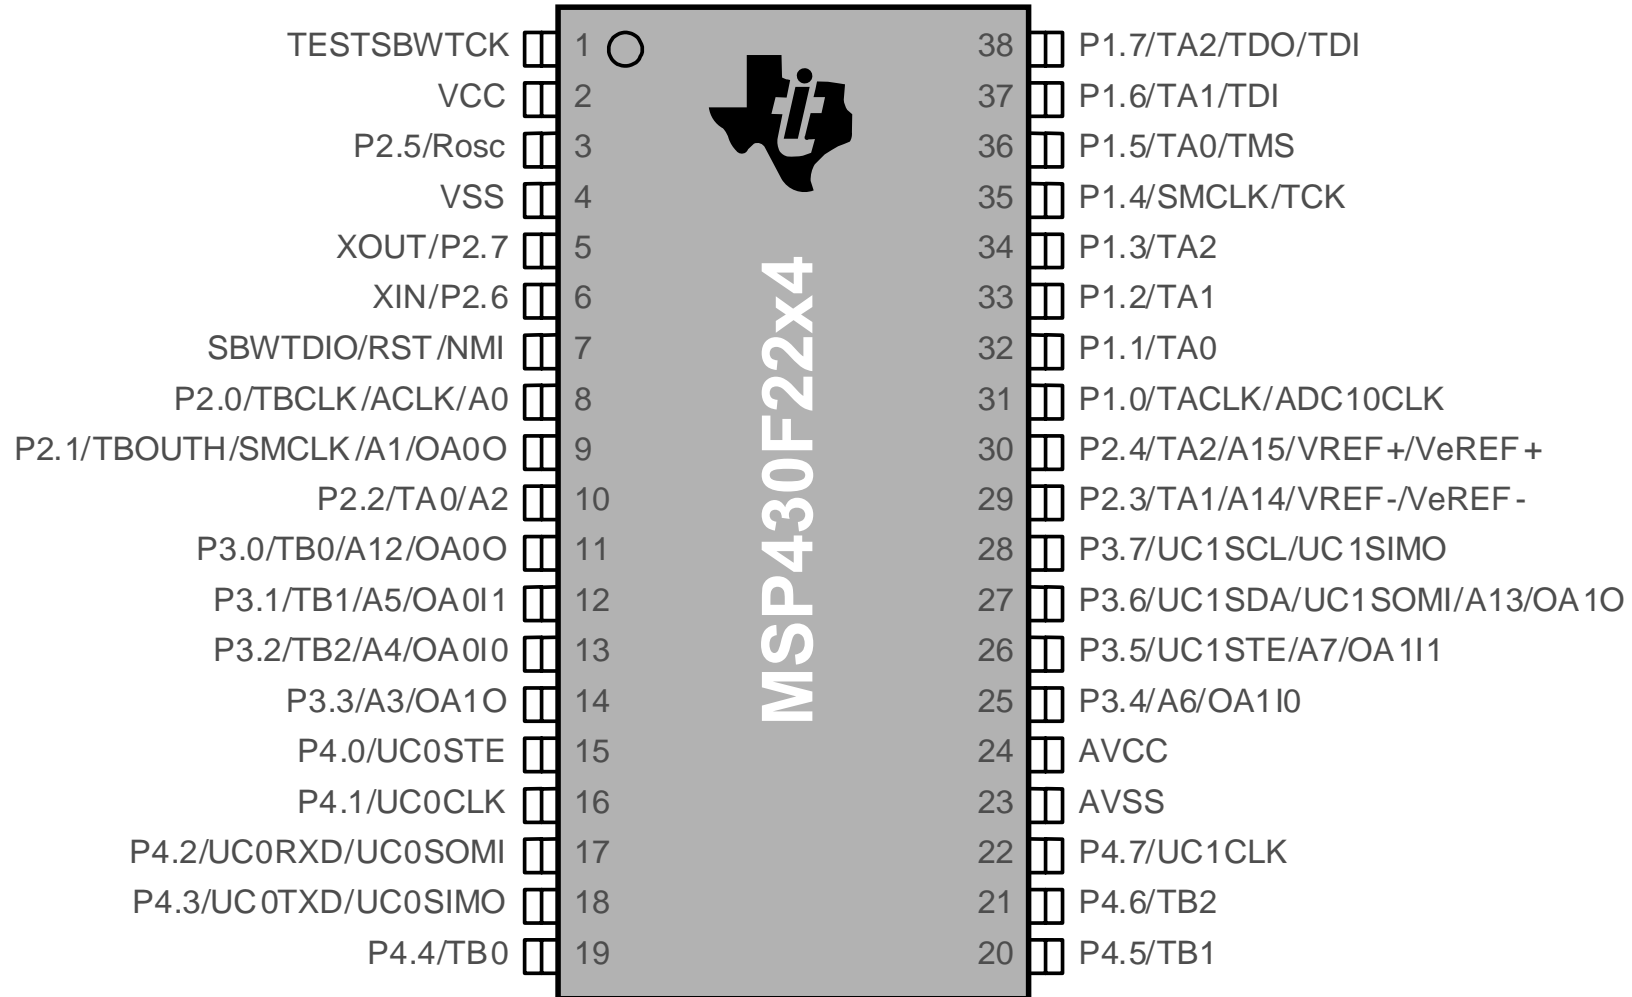 TESTSBWTCK 1 38 P1.7/TA2/TDO/TDI
VCC 2 37 P1.6/TA1/TDI
P2.5/Rosc 3 36 P1.5/TA0/TMS
VSS 4 35 P1.4/SMCLK/TCK
XOUT/P2.7 5 34 P1.3/TA2
XIN/P2.6 6 33 P1.2/TA1
SBWTDIO/RST/NMI 7 32 P1.1/TA0
P2.0/TBCLK/ACLK/A0 8 31 P1.0/TACLK/ADC10CLK
P2.1/TBOUTH/SMCLK/A1/OA0O 9 30 P2.4/TA2/A15/VREF+/VeREF+
P2.2/TA0/A2 10 29 P2.3/TA1/A14/VREF-/VeREF-
P3.0/TB0/A12/OA0O 11 28 P3.7/UC1SCL/UC1SIMO
P3.1/TB1/A5/OA0I1 12 27 P3.6/UC1SDA/UC1SOMI/A13/OA1O
P3.2/TB2/A4/OA0I0 13 26 P3.5/UC1STE/A7/OA1I1
P3.3/A3/OA1O 14 25 P3.4/A6/OA1I0
P4.0/UC0STE 15 24 AVCC
P4.1/UC0CLK 16 23 AVSS
P4.2/UC0RXD/UC0SOMI 17 22 P4.7/UC1CLK
P4.3/UC0TXD/UC0SIMO 18 21 P4.6/TB2
P4.4/TB0 19 20 P4.5/TB1
MSP430F22x4